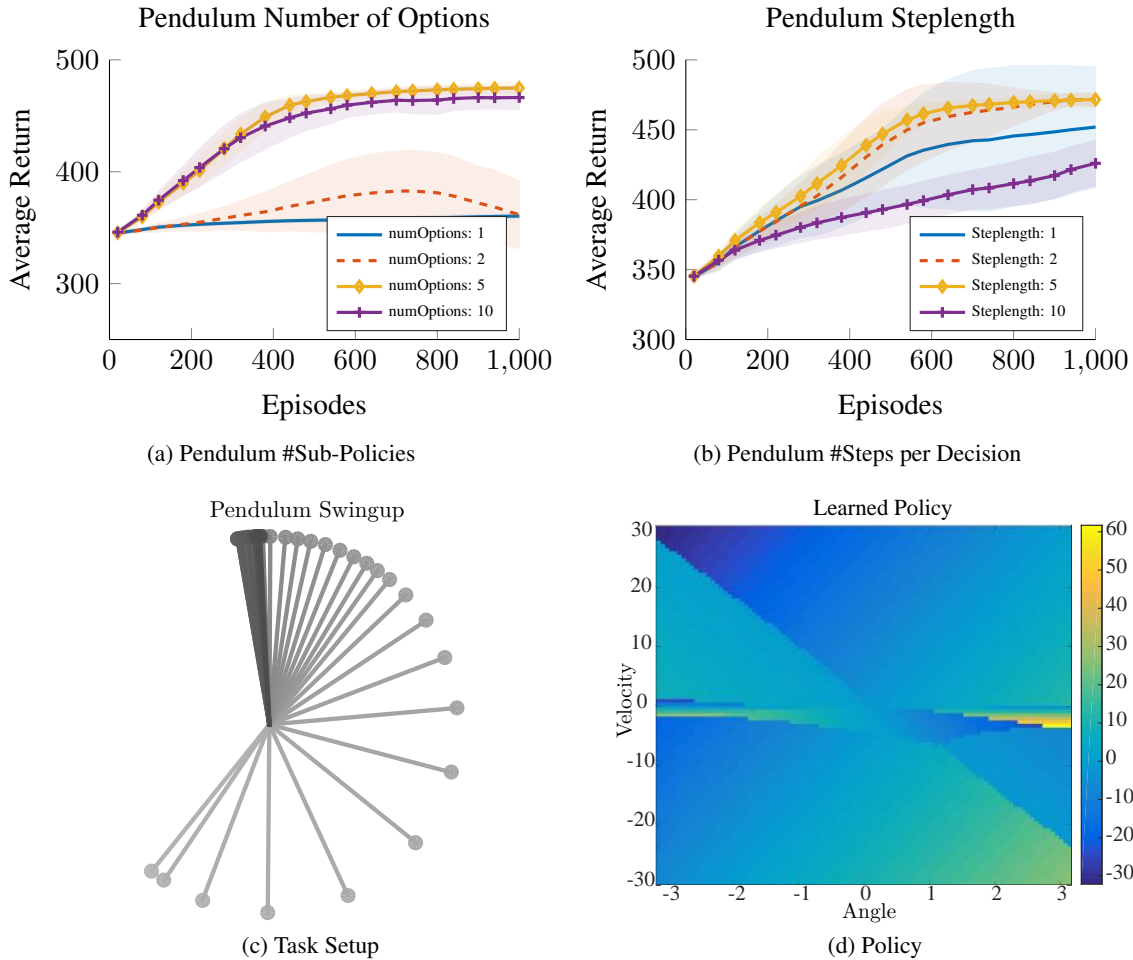 Pendulum Number of Options
500
400
300
Average Return
0 200 400 600 800 1,000
Episodes
numOptions: 1
numOptions: 2
numOptions: 5
numOptions: 10
(a) Pendulum #Sub-Policies
Pendulum Steplength
500
450
400
350
300
Average Return
0 200 400 600 800 1,000
Episodes
Steplength: 1
Steplength: 2
Steplength: 5
Steplength: 10
(b) Pendulum #Steps per Decision
Pendulum Swingup
(c) Task Setup
Learned Policy
30
20
10
0
-10
-20
-30
Velocity
-3 -2 -1 0 1 2 3
Angle
60
50
40
30
20
10
0
-10
-20
-30
(d) Policy